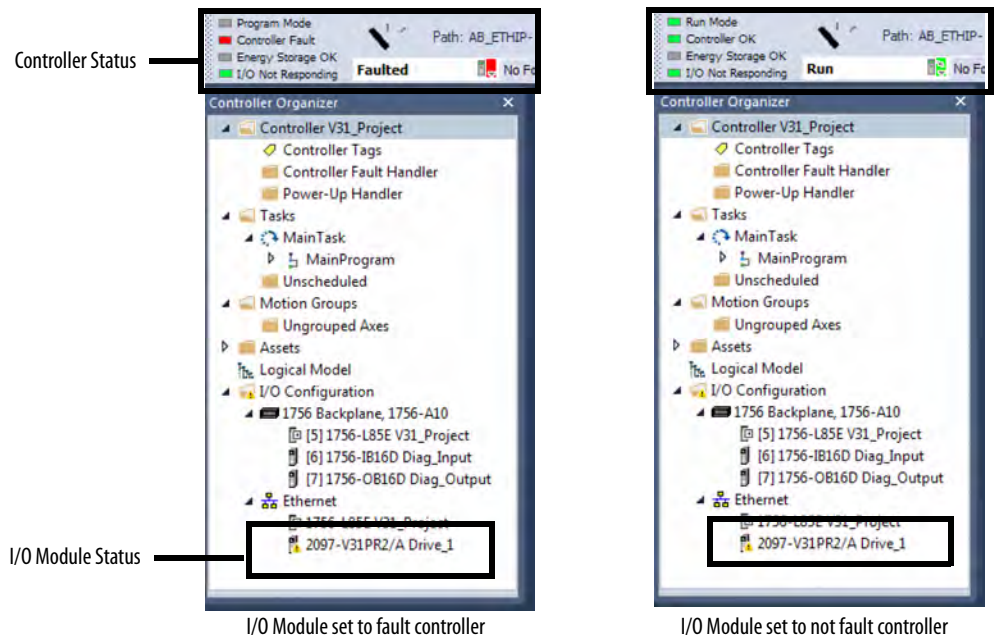 Controller Status
Program Mode
Controller Fault
Energy Storage OK
I/O Not Responding
Path: AB_ETHIP-
Faulted
No Fo
Controller Organizer
Controller V31_Project
Controller Tags
Controller Fault Handler
Power-Up Handler
Tasks
MainTask
MainProgram
Unscheduled
Motion Groups
Ungrouped Axes
Assets
Logical Model
I/O Configuration
1756 Backplane, 1756-A10
[5] 1756-L85E V31_Project
[6] 1756-IB16D Diag_Input
[7] 1756-OB16D Diag_Output
Ethernet
1756-L85E V31_Project
2097-V31PR2/A Drive_1
I/O Module Status
I/O Module set to fault controller
Run Mode
Controller OK
Energy Storage OK
I/O Not Responding
Path: AB_ETHIP-
Run
No Fo
Controller Organizer
Controller V31_Project
Controller Tags
Controller Fault Handler
Power-Up Handler
Tasks
MainTask
MainProgram
Unscheduled
Motion Groups
Ungrouped Axes
Assets
Logical Model
I/O Configuration
1756 Backplane, 1756-A10
[5] 1756-L85E V31_Project
[6] 1756-IB16D Diag_Input
[7] 1756-OB16D Diag_Output
Ethernet
1756-L85E V31_Project
2097-V31PR2/A Drive_1
I/O Module set to not fault controller